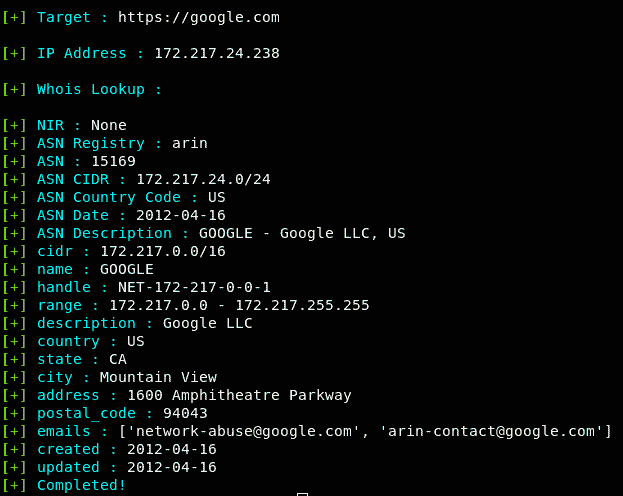 [+] Target : https://google.com
[+] IP Address : 172.217.24.238
[+] Whois Lookup :
[+] NIR : None
[+] ASN Registry : arin
[+] ASN : 15169
[+] ASN CIDR : 172.217.24.0/24
[+] ASN Country Code : US
[+] ASN Date : 2012-04-16
[+] ASN Description : GOOGLE - Google LLC, US
[+] cidr : 172.217.0.0/16
[+] name : GOOGLE
[+] handle : NET-172-217-0-0-1
[+] range : 172.217.0.0 - 172.217.255.255
[+] description : Google LLC
[+] country : US
[+] state : CA
[+] city : Mountain View
[+] address : 1600 Amphitheatre Parkway
[+] postal_code : 94043
[+] emails : ['network-abuse@google.com', 'arin-contact@google.com']
[+] created : 2012-04-16
[+] updated : 2012-04-16
[+] Completed!